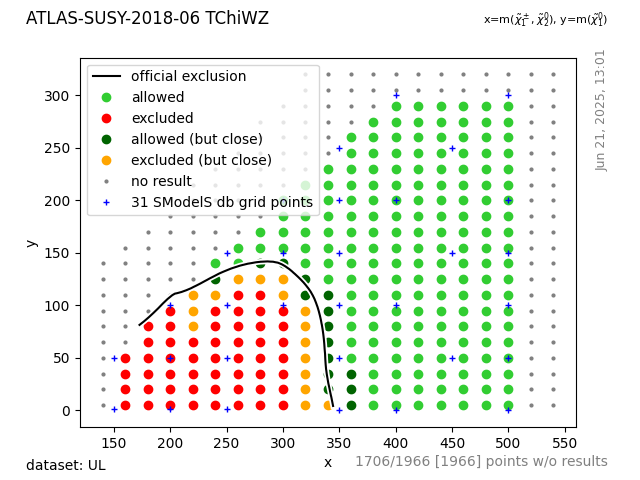 ATLAS-SUSY-2018-06 TChiWZ
x=m(χ̃₁±, χ̃₂⁰), y=m(χ̃₁⁰)
Jun 21, 2025, 13:01
official exclusion
allowed
excluded
allowed (but close)
excluded (but close)
no result
31 SModelS db grid points
y
300
250
200
150
100
50
0
150 200 250 300 350 400 450 500 550
x
dataset: UL
1706/1966 [1966] points w/o results